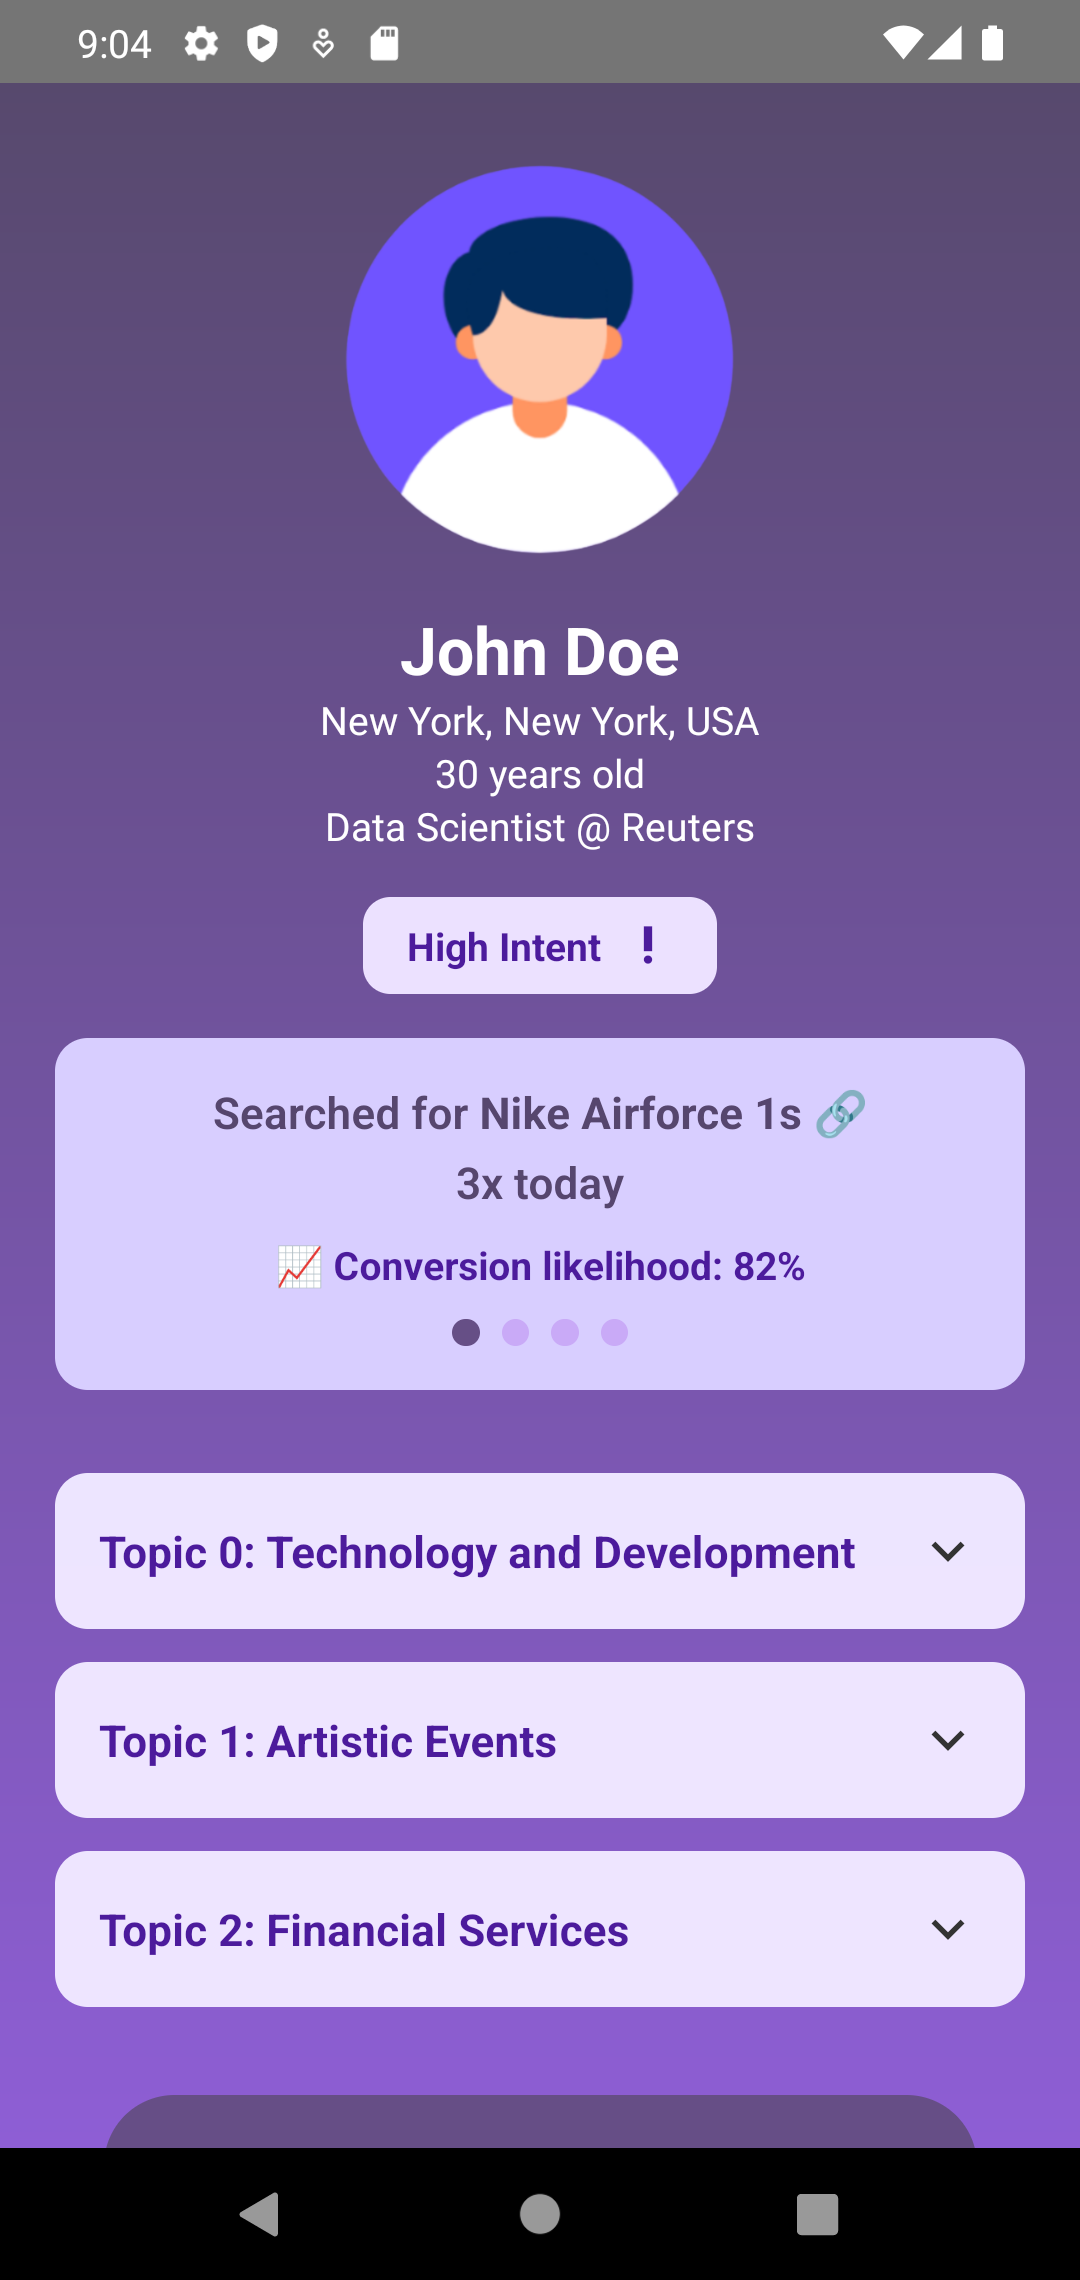 9:04
John Doe
New York, New York, USA
30 years old
Data Scientist @ Reuters
High Intent !
Searched for Nike Airforce 1s 🔗
3x today
📈 Conversion likelihood: 82%
Topic 0: Technology and Development
Topic 1: Artistic Events
Topic 2: Financial Services